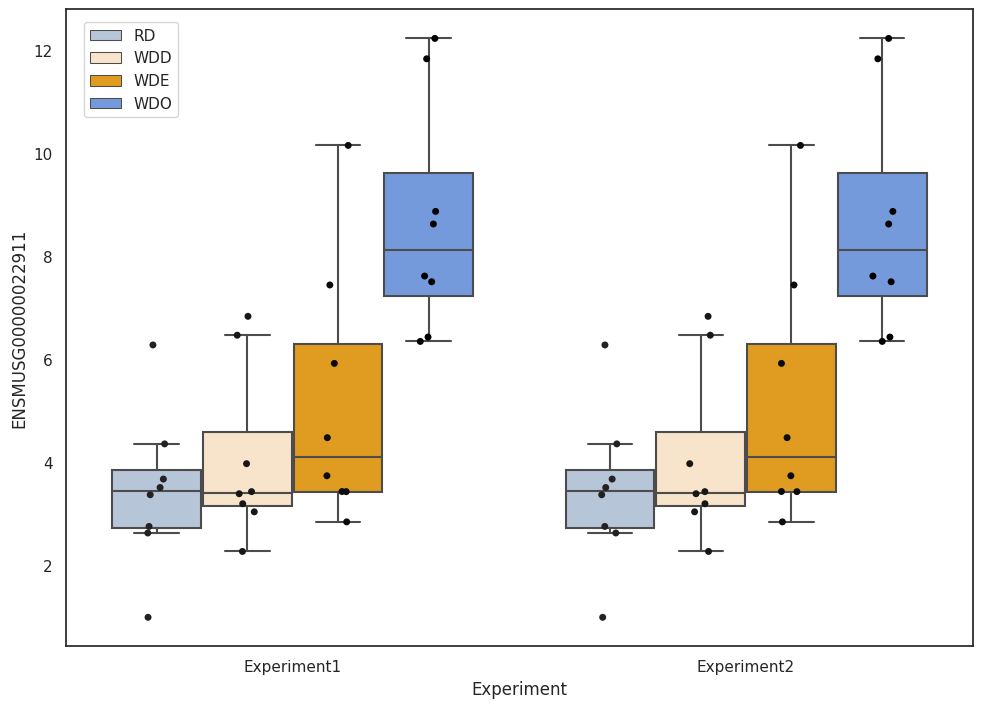 RD
WDD
WDE
WDO
12
10
8
6
4
2
ENSMUSG00000022911
Experiment1
Experiment2
Experiment